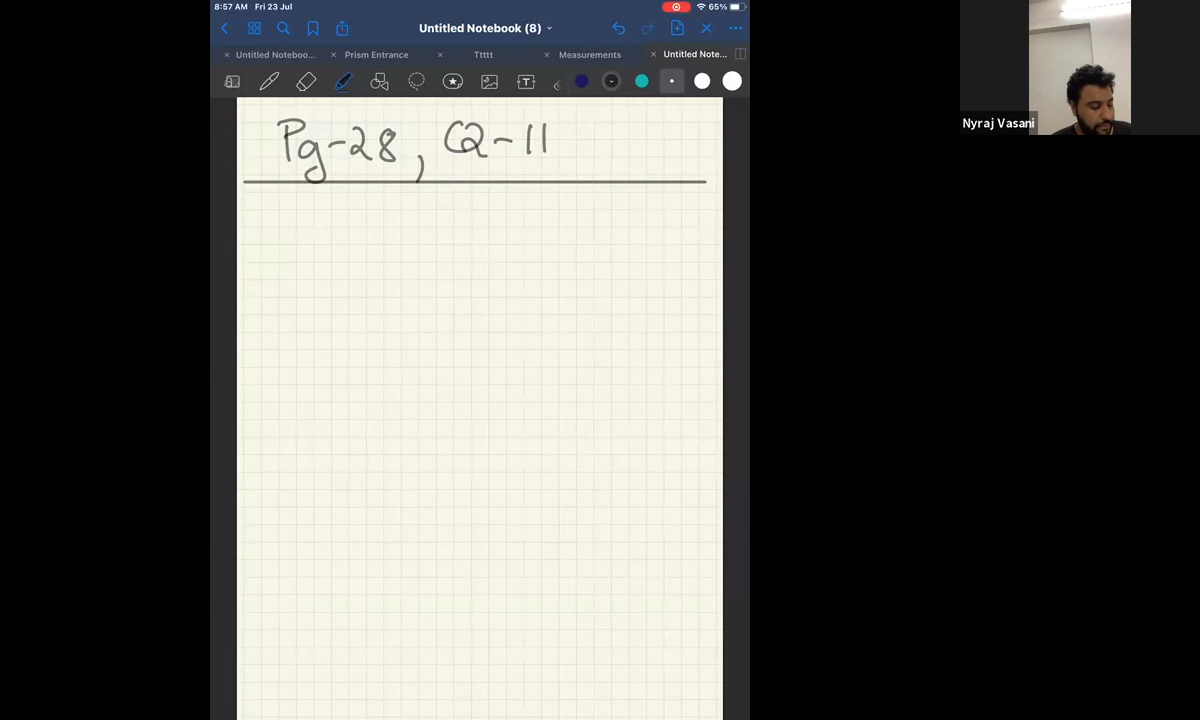 8:57 AM Fri 23 Jul
65%
Untitled Notebook (8)
Untitled Noteboo...
Prism Entrance
Ttttt
Measurements
Untitled Note...
T
Pg-28, Q-11
Nyraj Vasani